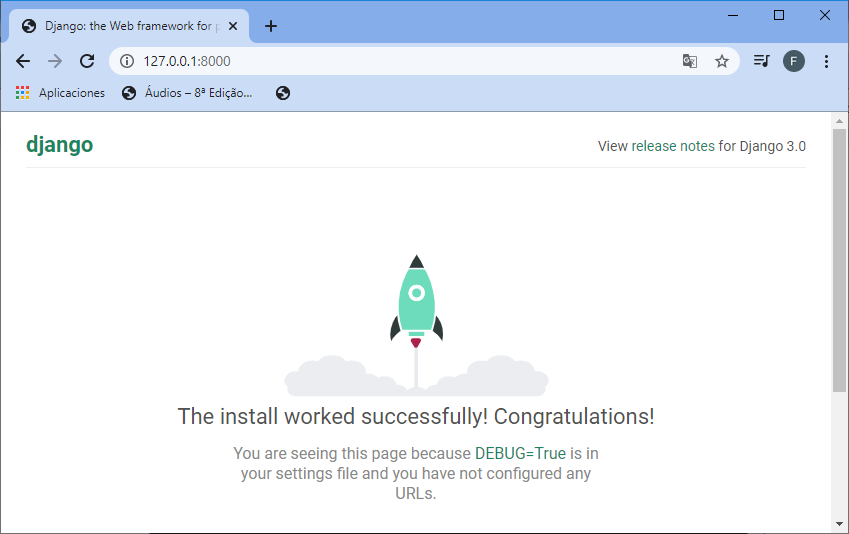 Django: the Web framework for p
127.0.0.1:8000
F
Aplicaciones
Áudios – 8ª Edição...
django
View release notes for Django 3.0
The install worked successfully! Congratulations!
You are seeing this page because DEBUG=True is in
your settings file and you have not configured any
URLs.